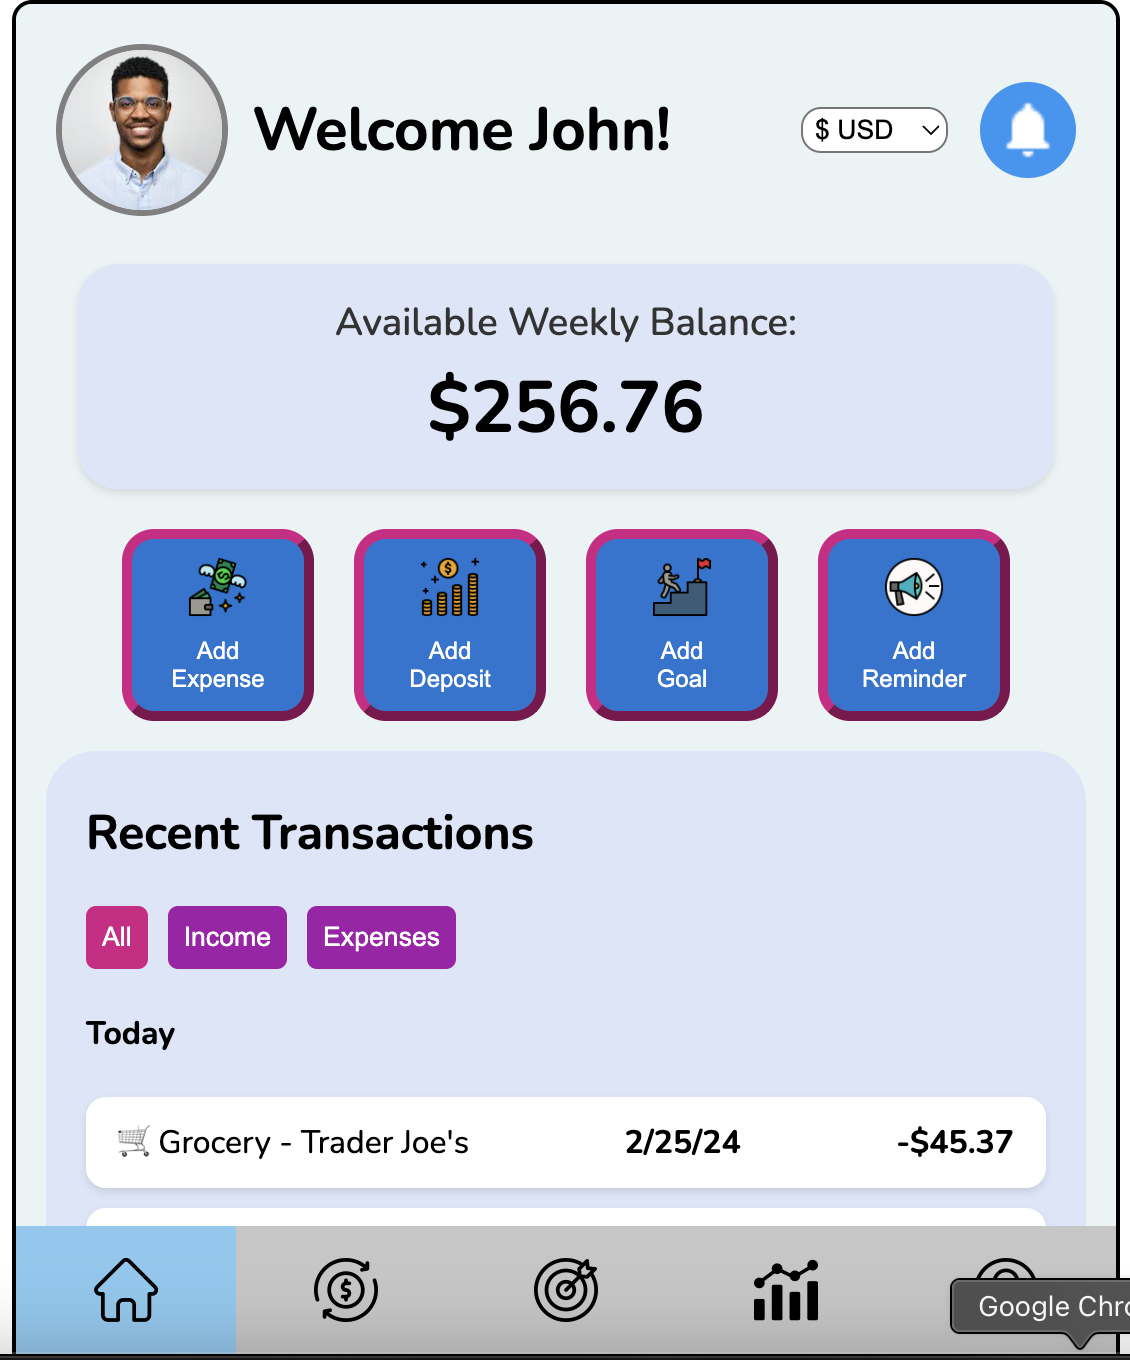 Welcome John!
$ USD
Available Weekly Balance:
$256.76
Add
Expense
Add
Deposit
Add
Goal
Add
Reminder
Recent Transactions
All
Income
Expenses
Today
Grocery - Trader Joe's
2/25/24
-$45.37
Google Chro